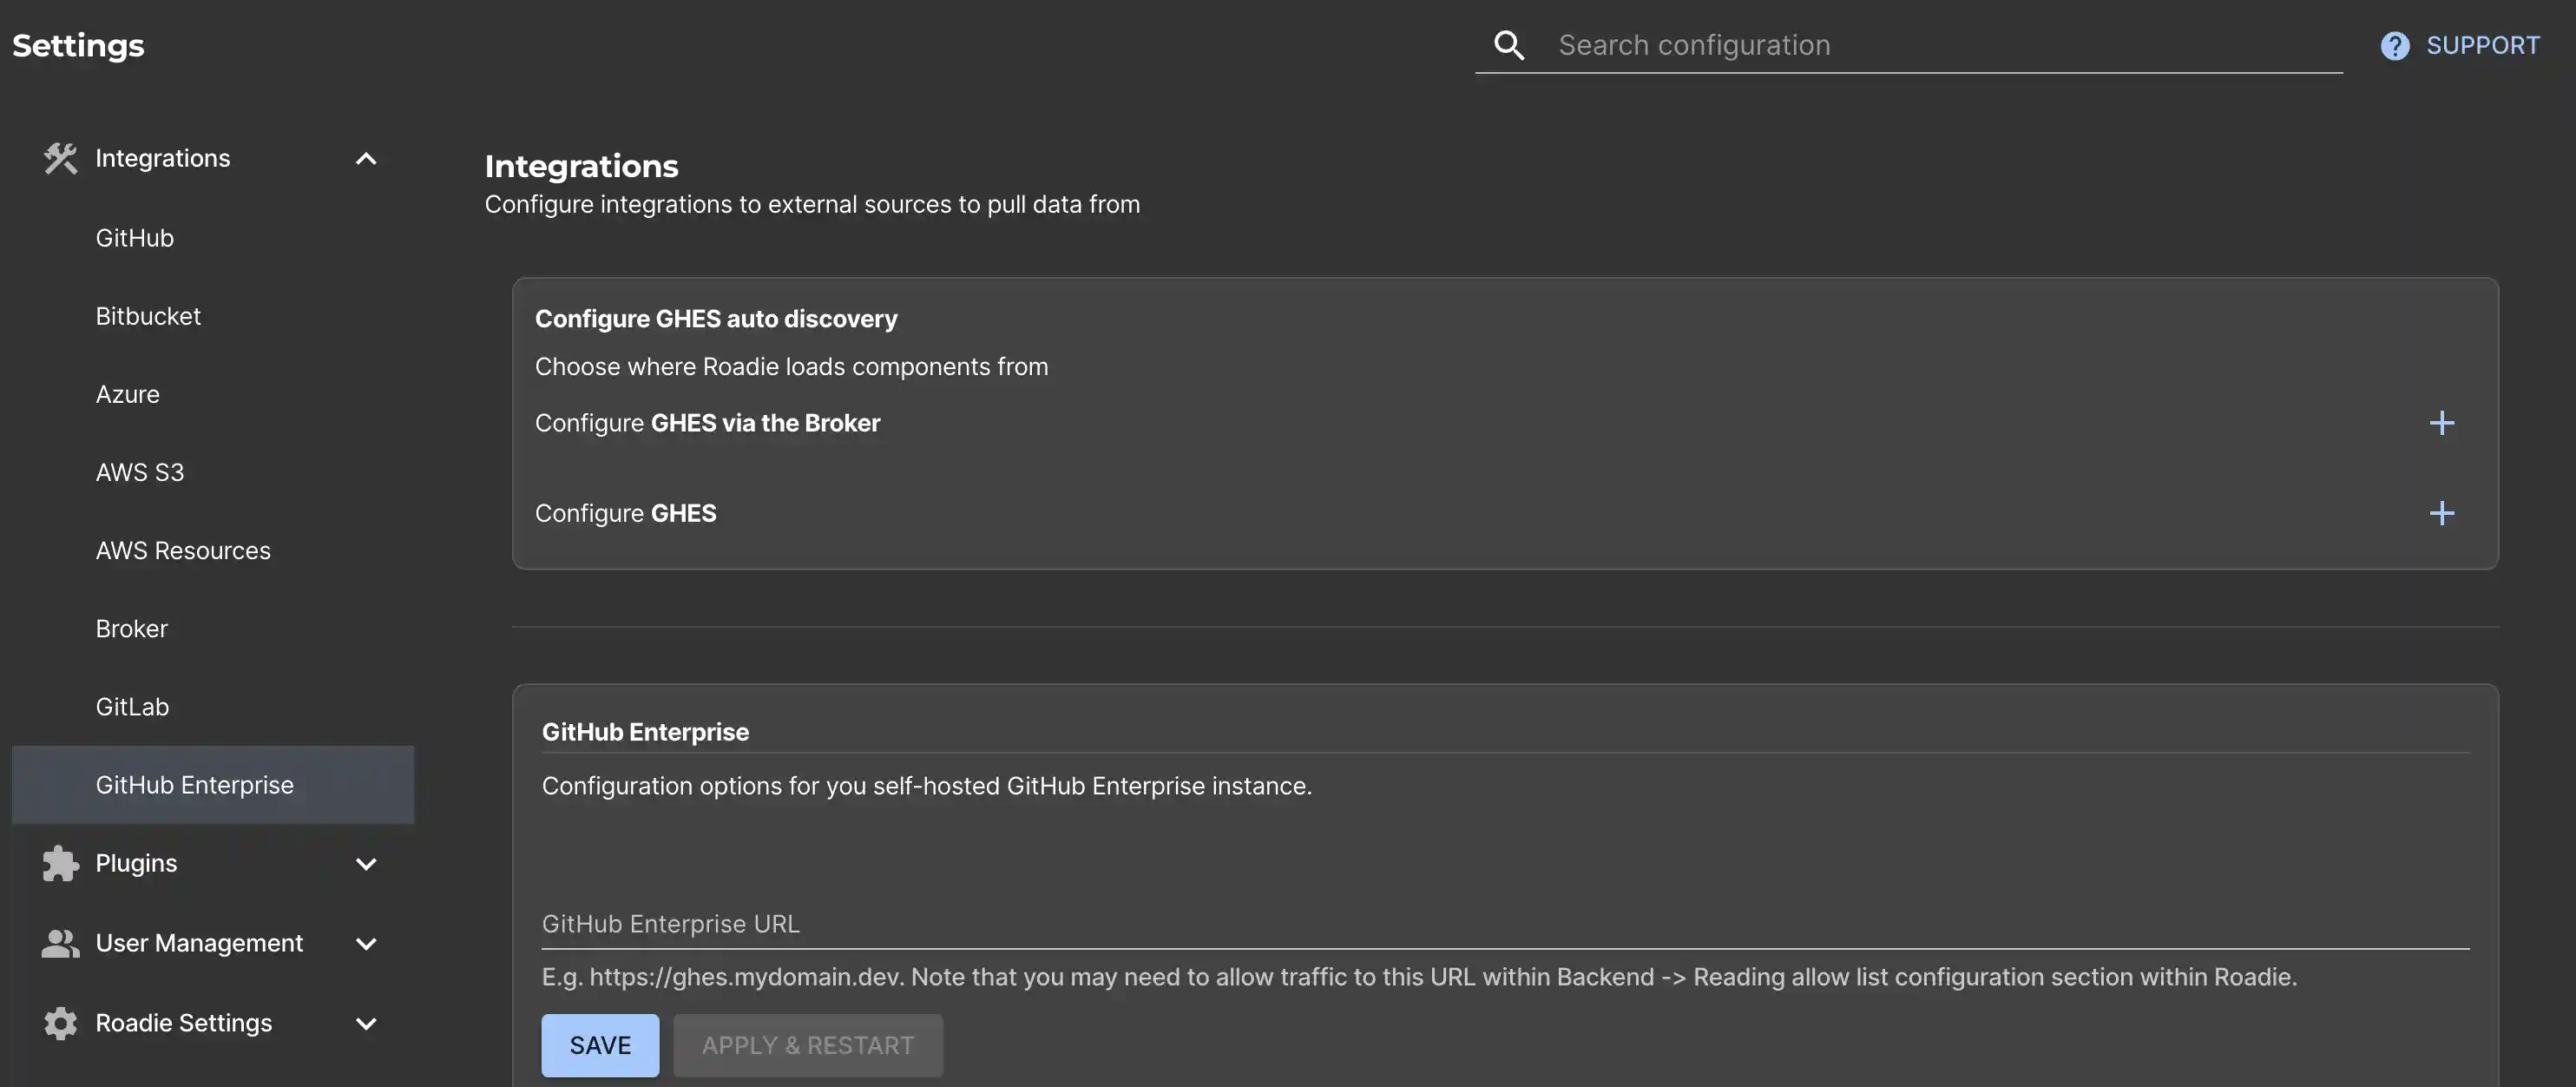 Settings
Search configuration
SUPPORT
Integrations
GitHub
Bitbucket
Azure
AWS S3
AWS Resources
Broker
GitLab
GitHub Enterprise
Plugins
User Management
Roadie Settings
Integrations
Configure integrations to external sources to pull data from
Configure GHES auto discovery
Choose where Roadie loads components from
Configure GHES via the Broker
Configure GHES
GitHub Enterprise
Configuration options for you self-hosted GitHub Enterprise instance.
GitHub Enterprise URL
E.g. https://ghes.mydomain.dev. Note that you may need to allow traffic to this URL within Backend -> Reading allow list configuration section within Roadie.
SAVE
APPLY & RESTART